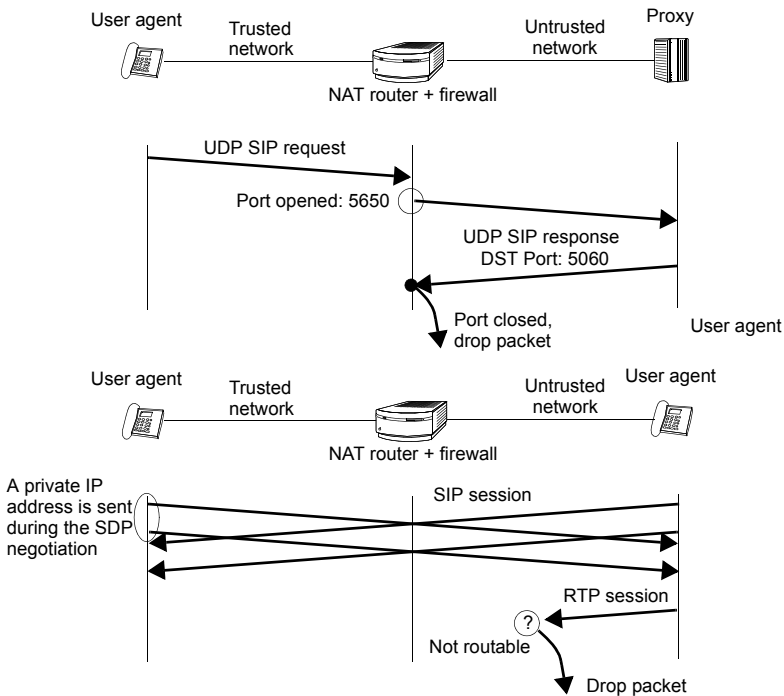 User agent
Trusted
network
Untrusted
network
Proxy
NAT router + firewall
UDP SIP request
Port opened: 5650
UDP SIP response
DST Port: 5060
Port closed,
drop packet
User agent
User agent
Trusted
network
Untrusted
network
User agent
NAT router + firewall
A private IP
address is sent
during the SDP
negotiation
SIP session
RTP session
?
Not routable
Drop packet